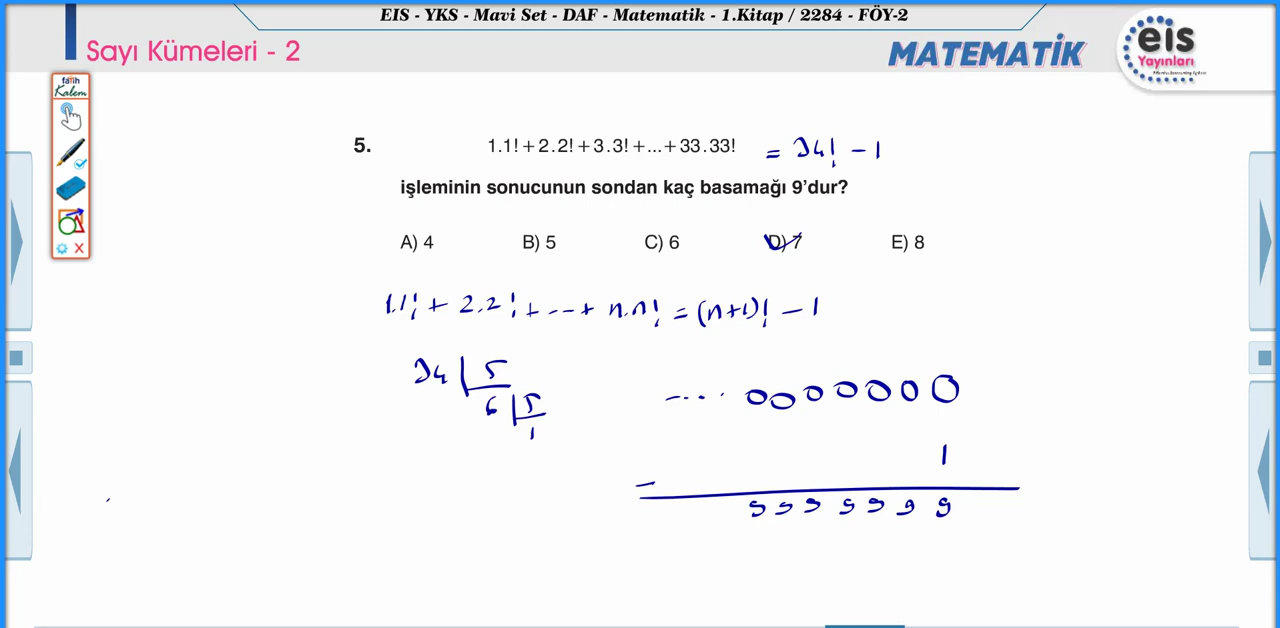 EIS - YKS - Mavi Set - DAF - Matematik - 1.Kitap / 2284 - FÖY-2
Sayı Kümeleri - 2
MATEMATİK
eis
Yayınları
fatih
Kalem
5. 1.1! + 2.2! + 3.3! + ... + 33.33! = 34! - 1
işleminin sonucunun sondan kaç basamağı 9'dur?
A) 4 B) 5 C) 6 D) 7 E) 8
1.1! + 2.2! + ... + n.n! = (n+1)! - 1
34 | 5
6 | 5
1
.... 0000000
1
-
9999999